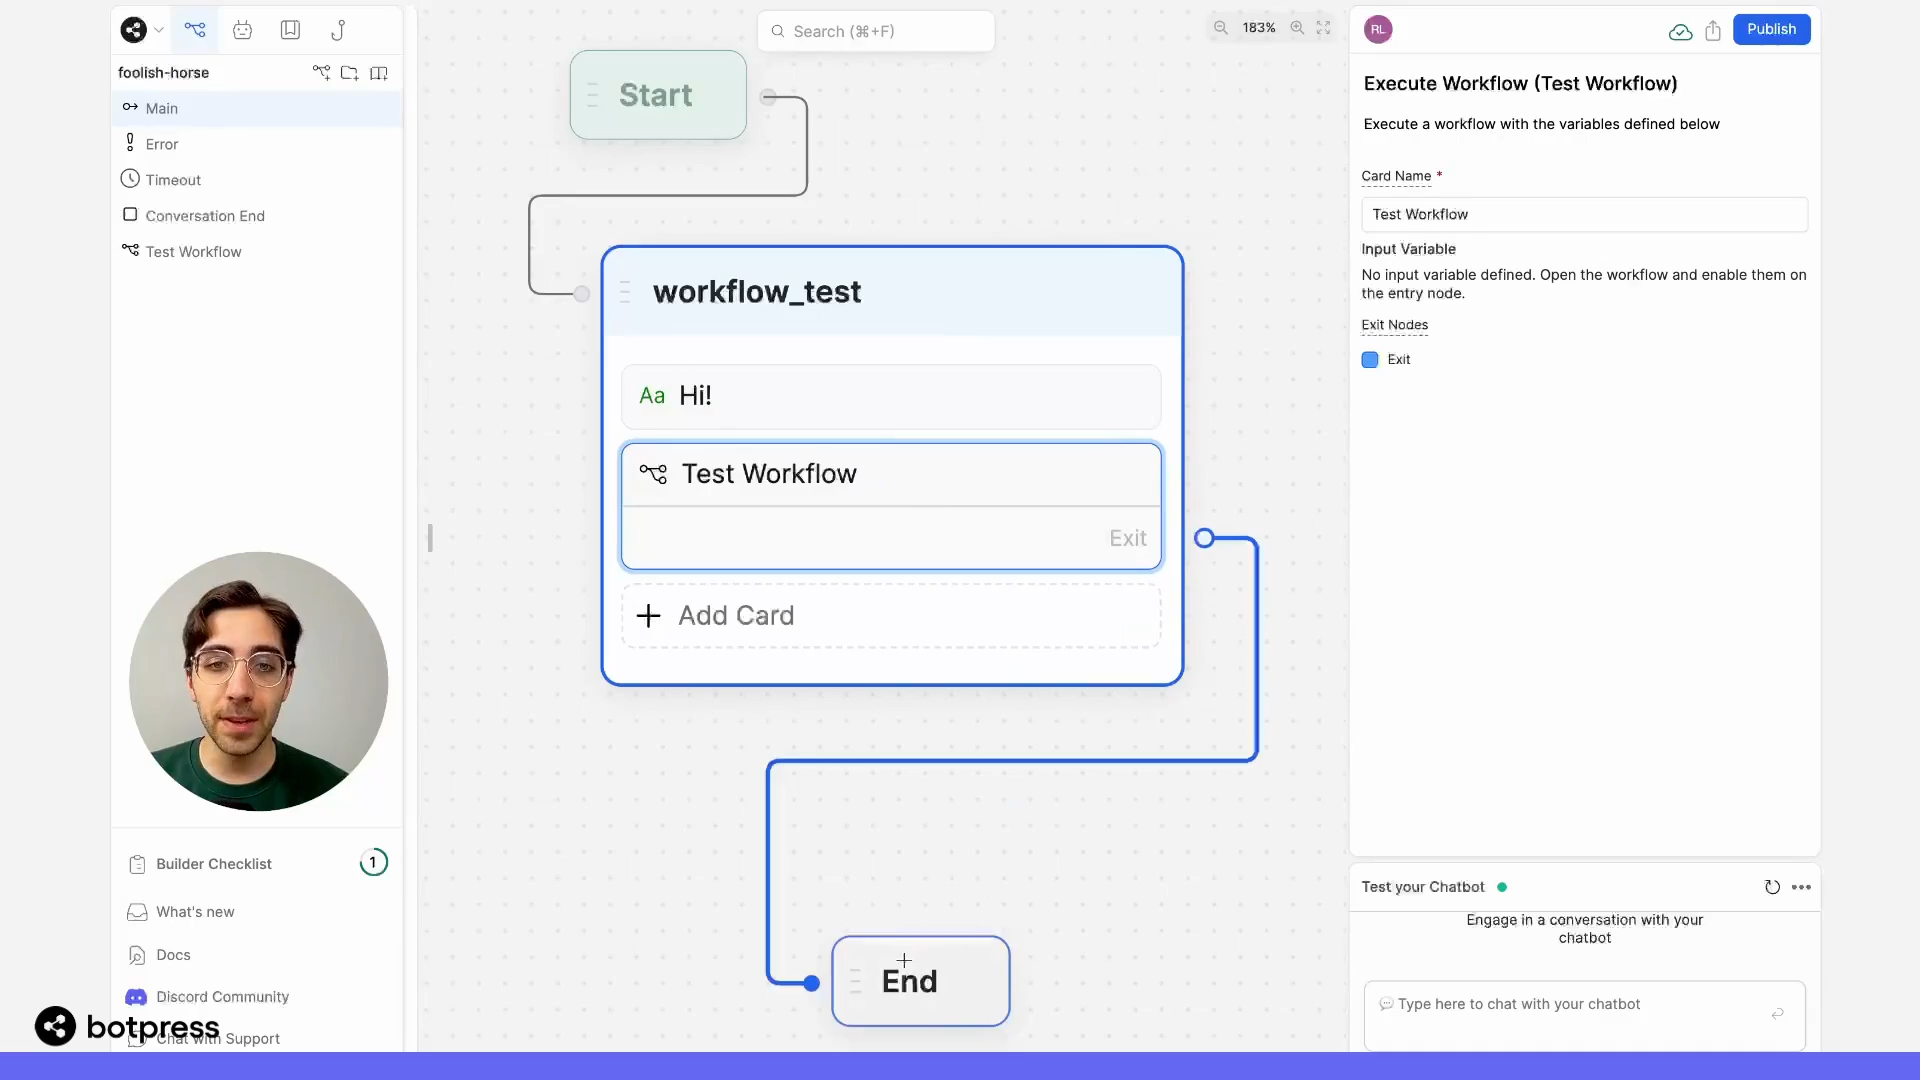 Search (⌘+F)
183%
RL
Publish
foolish-horse
Main
Error
Timeout
Conversation End
Test Workflow
Start
workflow_test
Aa Hi!
Test Workflow
Exit
Add Card
End
Execute Workflow (Test Workflow)
Execute a workflow with the variables defined below
Card Name *
Test Workflow
Input Variable
No input variable defined. Open the workflow and enable them on
the entry node.
Exit Nodes
Exit
Builder Checklist
1
What's new
Docs
Discord Community
Chat with Support
botpress
Test your Chatbot
Engage in a conversation with your
chatbot
Type here to chat with your chatbot